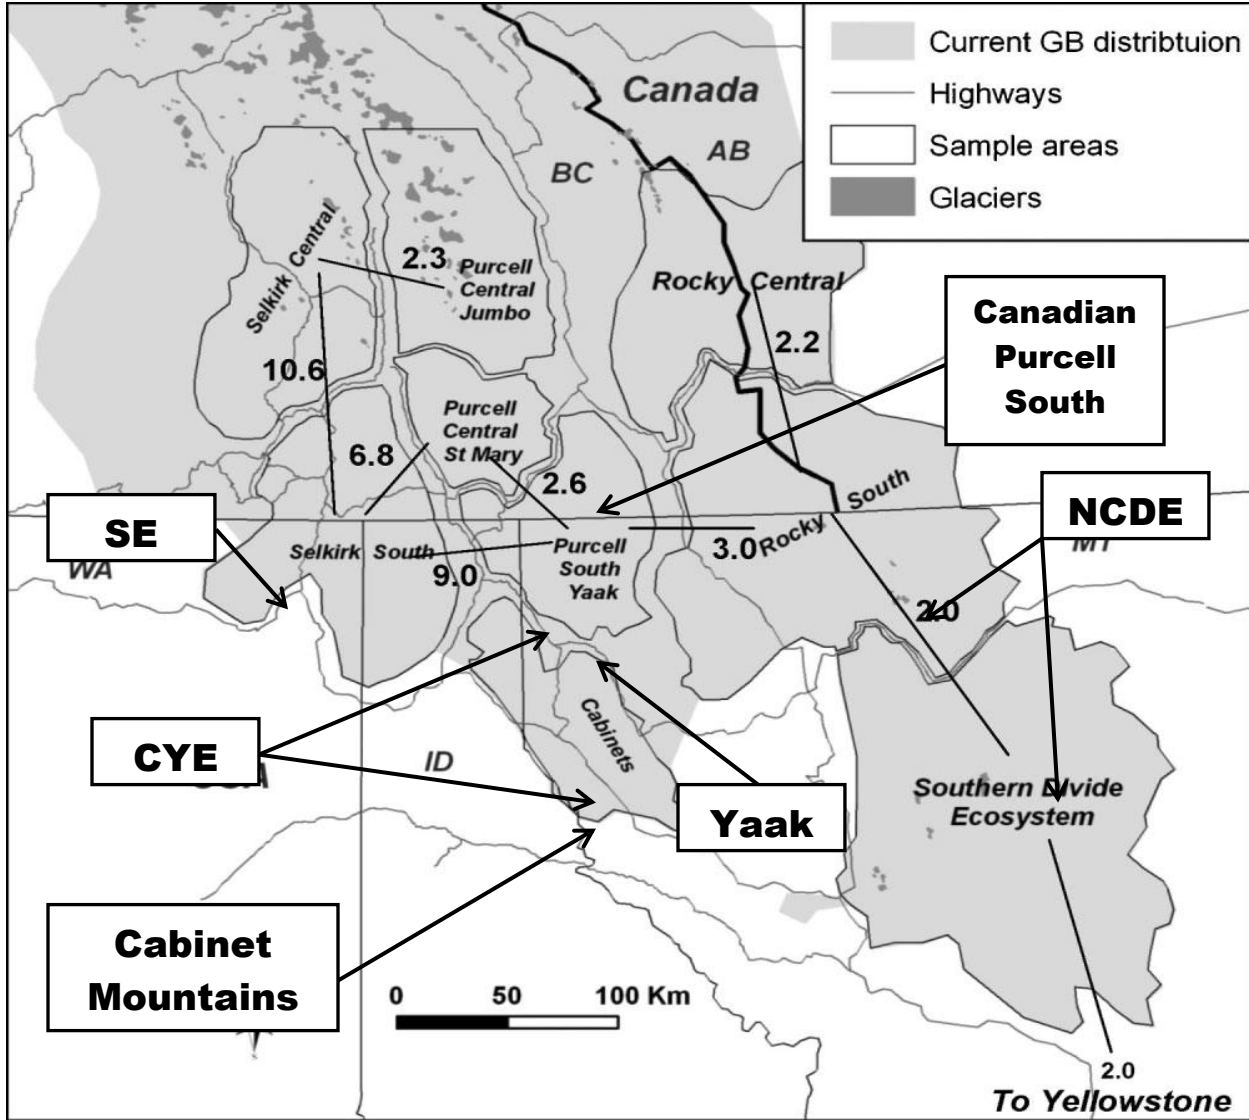 Current GB distribtuion
Highways
Sample areas
Glaciers
Canada
AB
BC
Selkirk Central
2.3
Purcell
Central
Jumbo
Rocky Central
2.2
Canadian
Purcell
South
10.6
Purcell
Central
St Mary
6.8
2.6
South
Rocky
NCDE
MT
SE
WA
Selkirk South
9.0
Purcell
South
Yaak
3.0
2.0
CYE
ID
Cabinets
Yaak
Southern Divide
Ecosystem
Cabinet
Mountains
0 50 100 Km
2.0
To Yellowstone